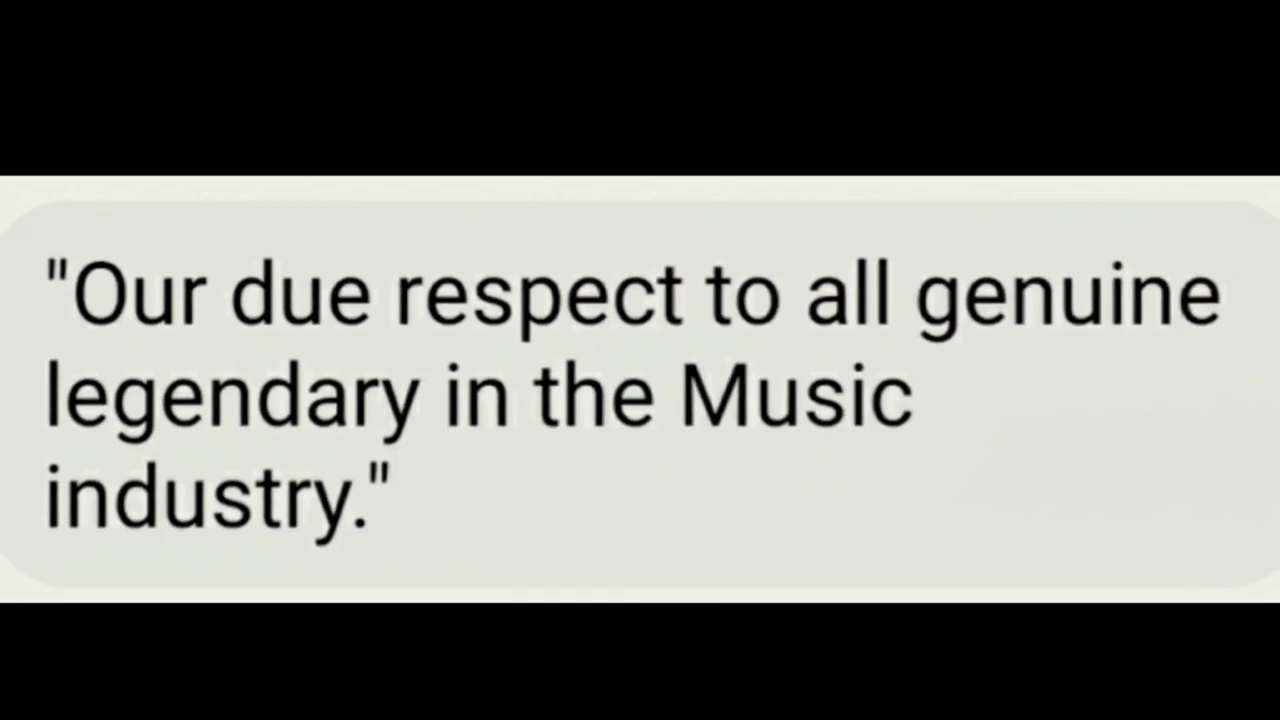 "Our due respect to all genuine
legendary in the Music
industry."